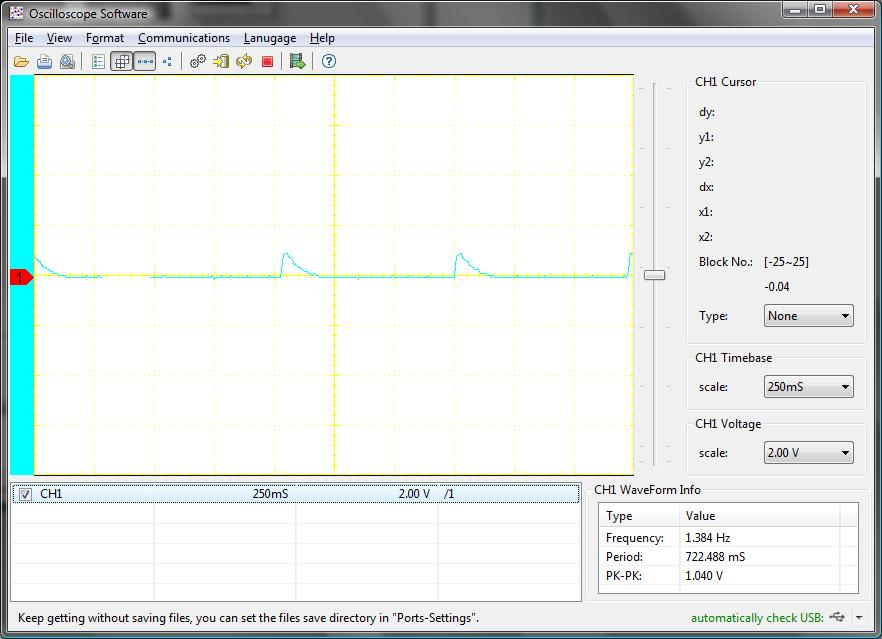 Oscilloscope Software
File View Format Communications Lanugage Help
CH1 Cursor
dy:
y1:
y2:
dx:
x1:
x2:
Block No.: [-25~25]
-0.04
Type: None
1
CH1 Timebase
scale: 250mS
CH1 Voltage
scale: 2.00 V
CH1 250mS 2.00 V /1
CH1 WaveForm Info
Type Value
Frequency: 1.384 Hz
Period: 722.488 mS
PK-PK: 1.040 V
Keep getting without saving files, you can set the files save directory in "Ports-Settings".
automatically check USB: